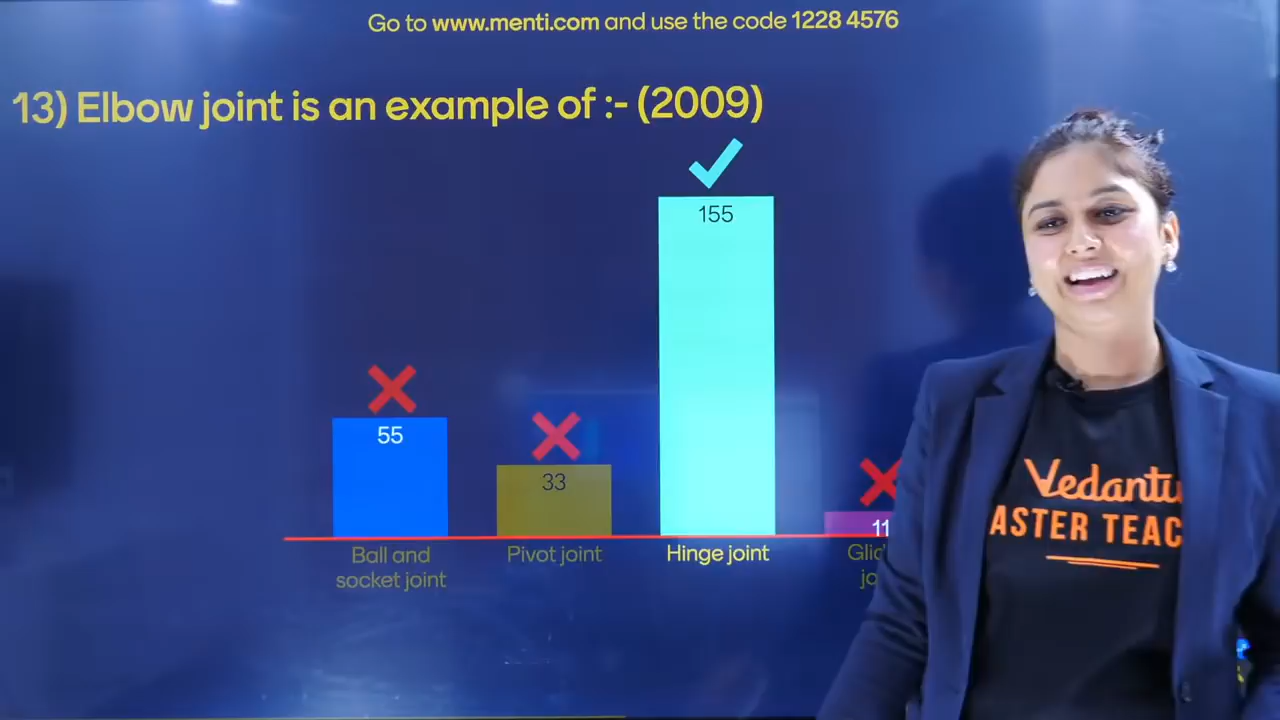 Go to www.menti.com and use the code 1228 4576
13) Elbow joint is an example of :- (2009)
155
55
33
11
Ball and
socket joint
Pivot joint
Hinge joint
Vedantu
ASTER TEAC